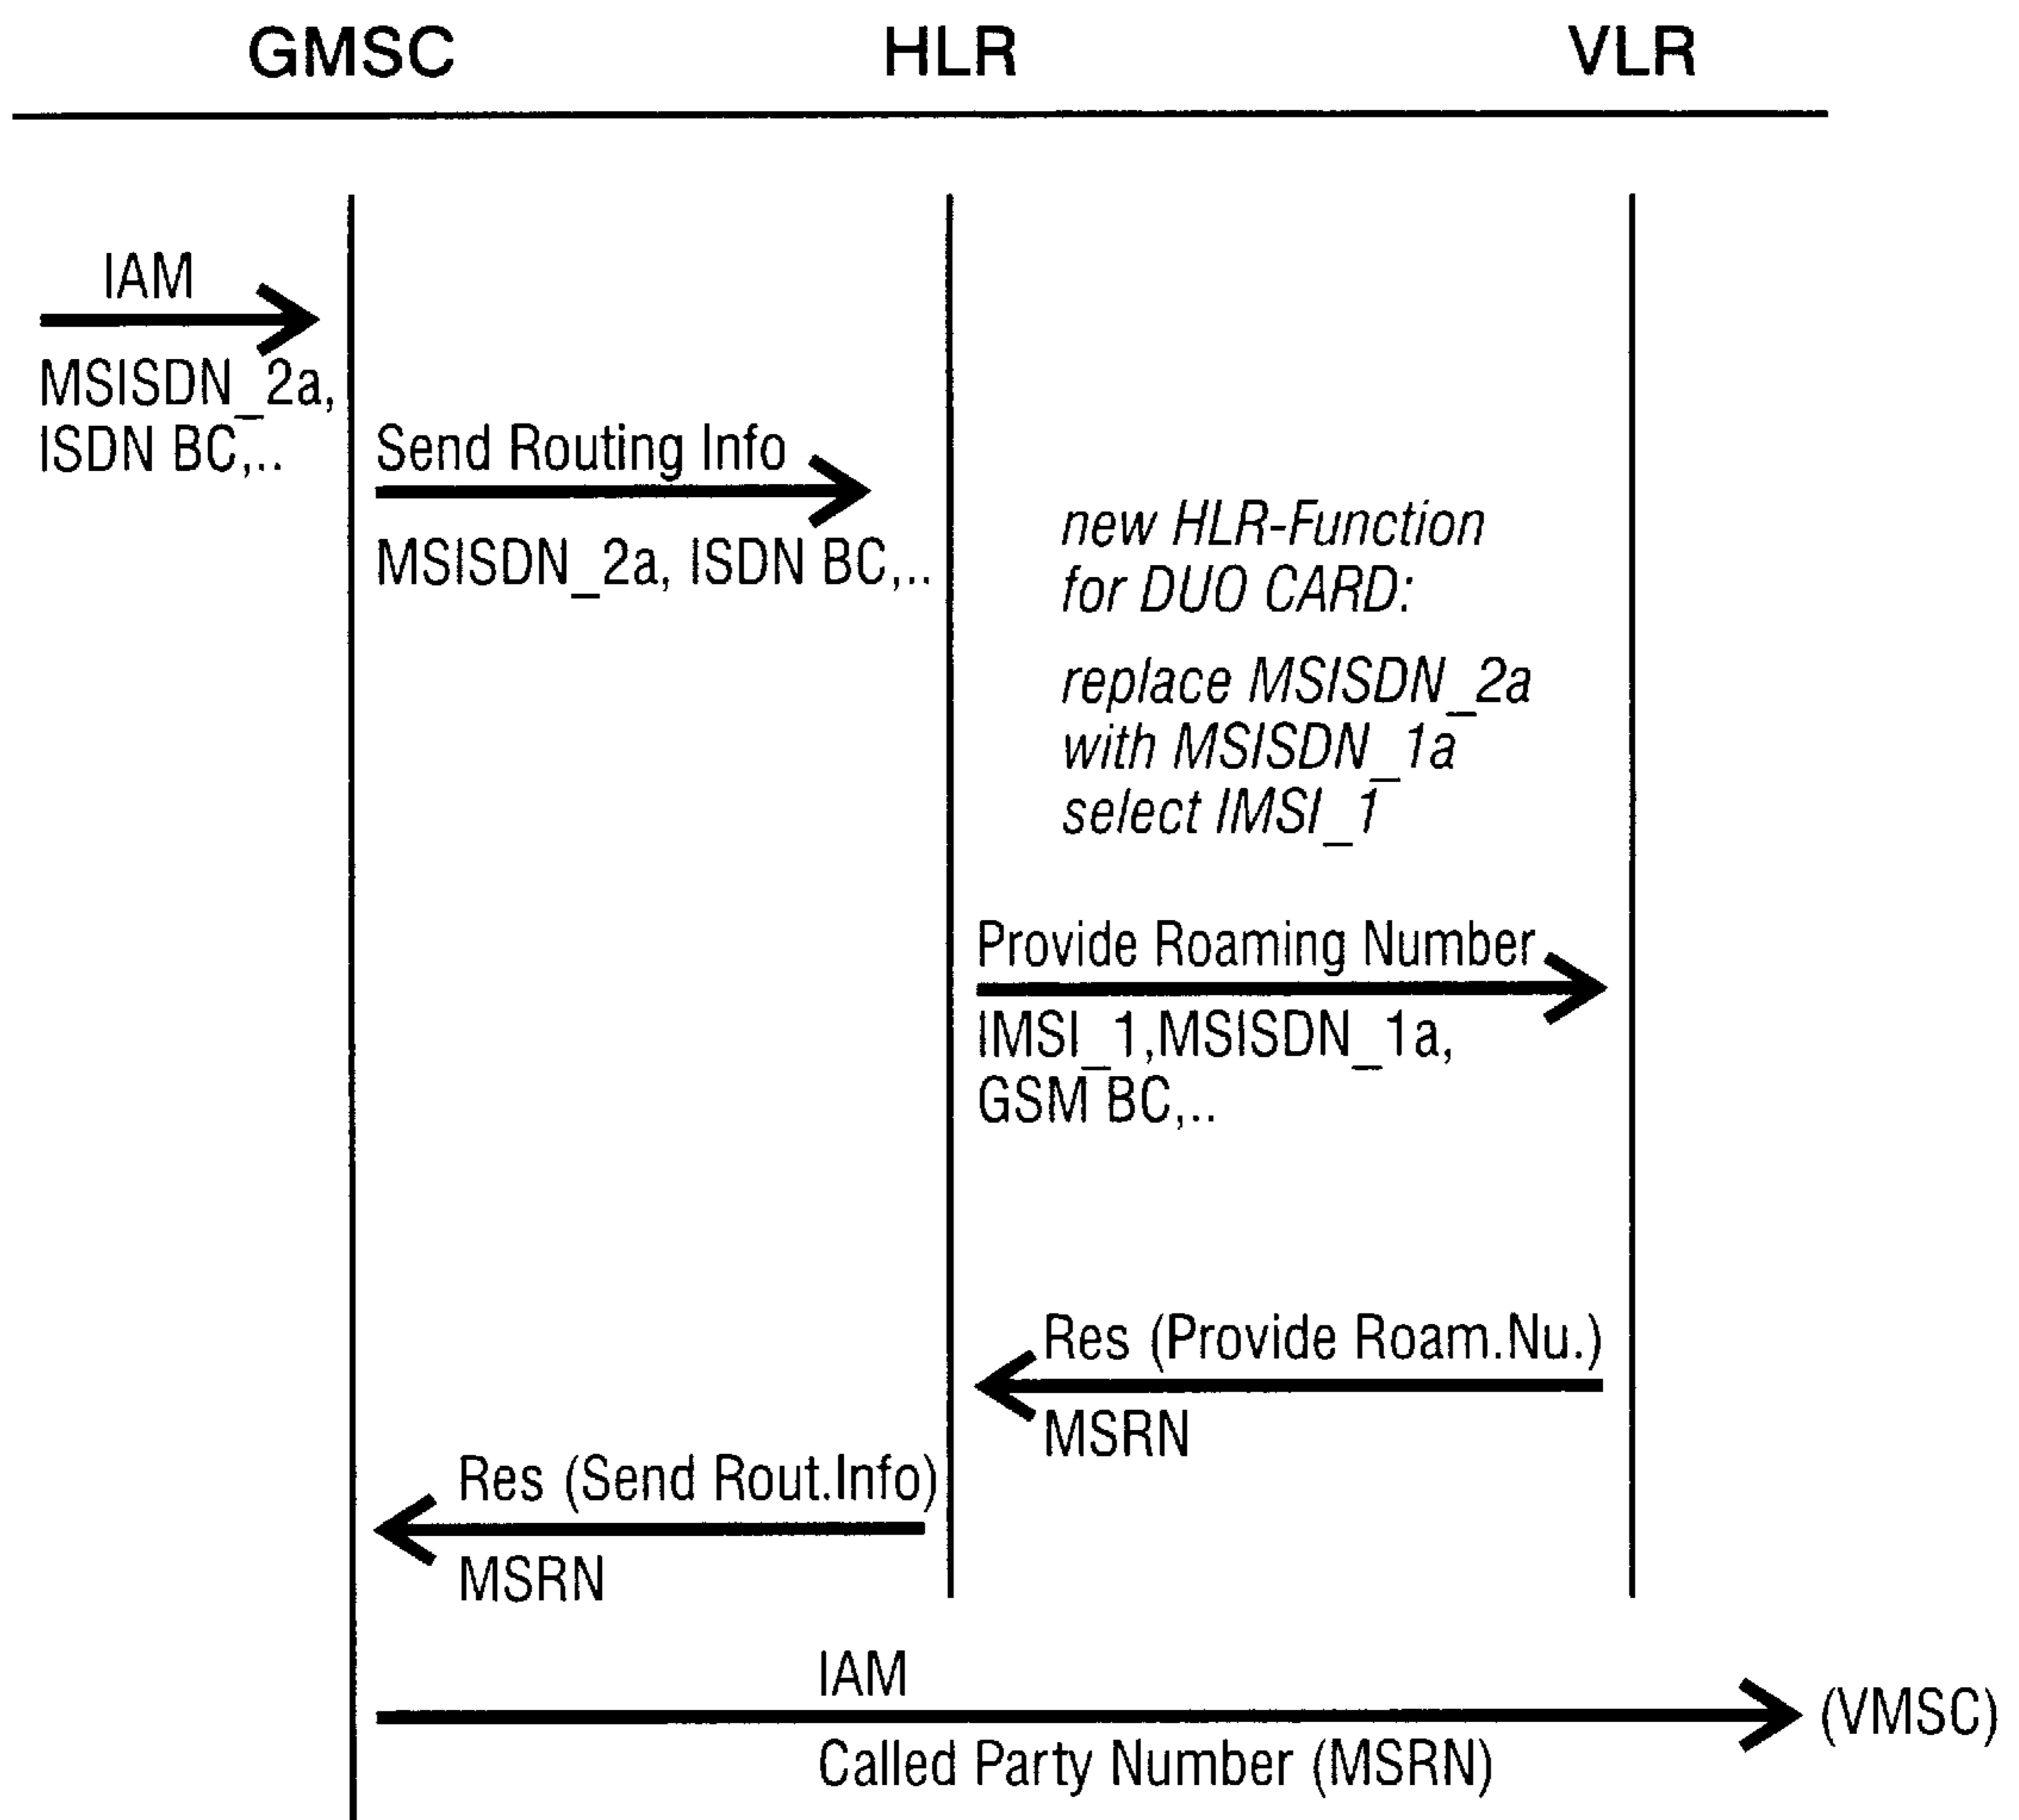 GMSC HLR VLR
IAM
MSISDN_2a,
ISDN BC,..
Send Routing Info
MSISDN_2a, ISDN BC,..
new HLR-Function
for DUO CARD:
replace MSISDN_2a
with MSISDN_1a
select IMSI_1
Provide Roaming Number
IMSI_1,MSISDN_1a,
GSM BC,..
Res (Provide Roam.Nu.)
MSRN
Res (Send Rout.Info)
MSRN
IAM
(VMSC)
Called Party Number (MSRN)